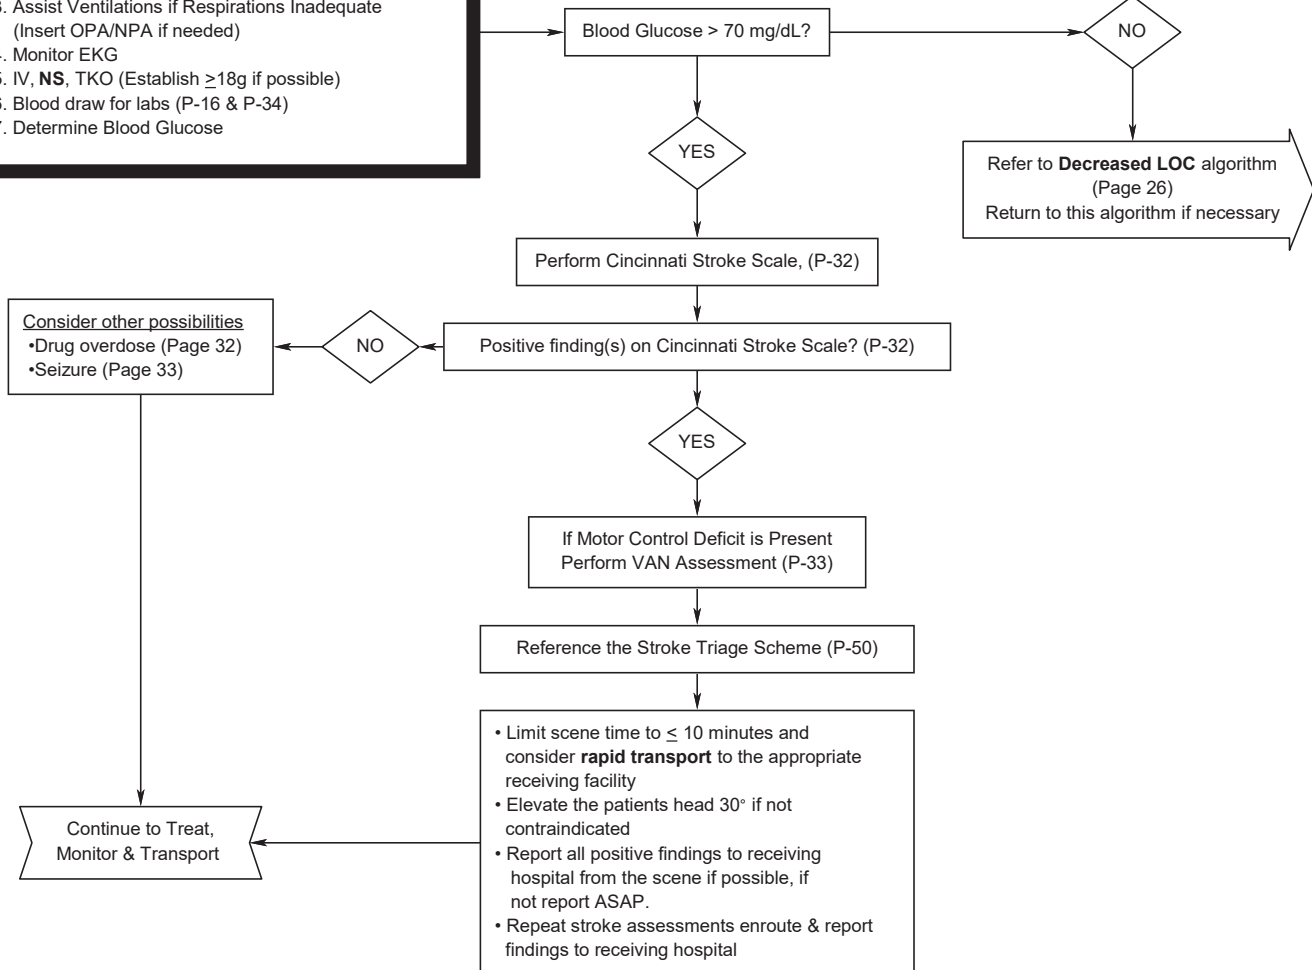 3. Assist Ventilations if Respirations Inadequate
(Insert OPA/NPA if needed)
4. Monitor EKG
5. IV, NS, TKO (Establish ≥18g if possible)
6. Blood draw for labs (P-16 & P-34)
7. Determine Blood Glucose
Blood Glucose > 70 mg/dL?
NO
YES
Refer to Decreased LOC algorithm
(Page 26)
Return to this algorithm if necessary
Perform Cincinnati Stroke Scale, (P-32)
Positive finding(s) on Cincinnati Stroke Scale? (P-32)
NO
Consider other possibilities
•Drug overdose (Page 32)
•Seizure (Page 33)
YES
If Motor Control Deficit is Present
Perform VAN Assessment (P-33)
Reference the Stroke Triage Scheme (P-50)
• Limit scene time to ≤ 10 minutes and
consider rapid transport to the appropriate
receiving facility
• Elevate the patients head 30° if not
contraindicated
• Report all positive findings to receiving
hospital from the scene if possible, if
not report ASAP.
• Repeat stroke assessments enroute & report
findings to receiving hospital
Continue to Treat,
Monitor & Transport